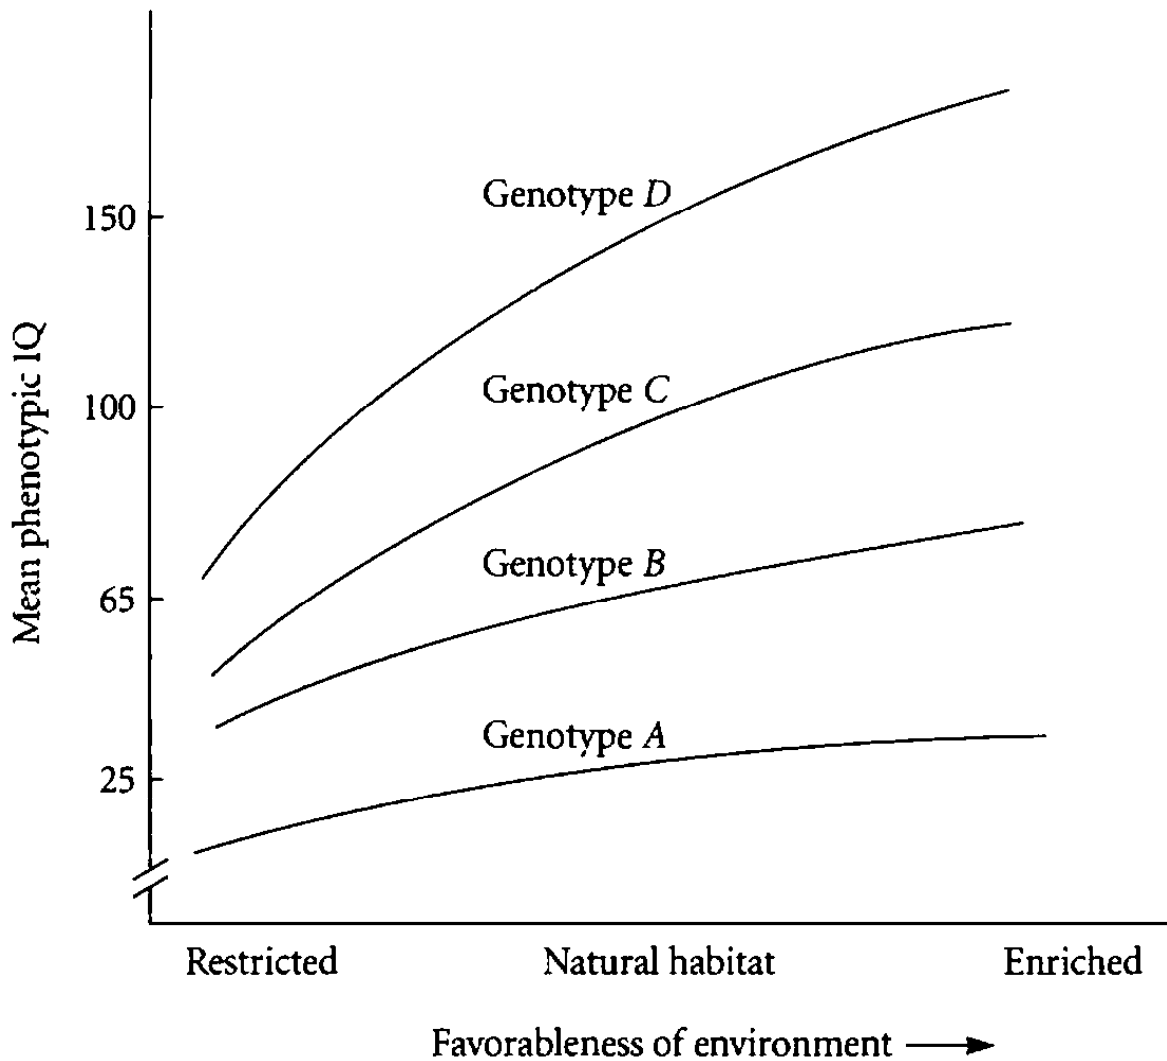 Genotype D
150
Genotype C
100
Genotype B
65
Genotype A
25
Mean phenotypic IQ
Restricted
Natural habitat
Enriched
Favorableness of environment